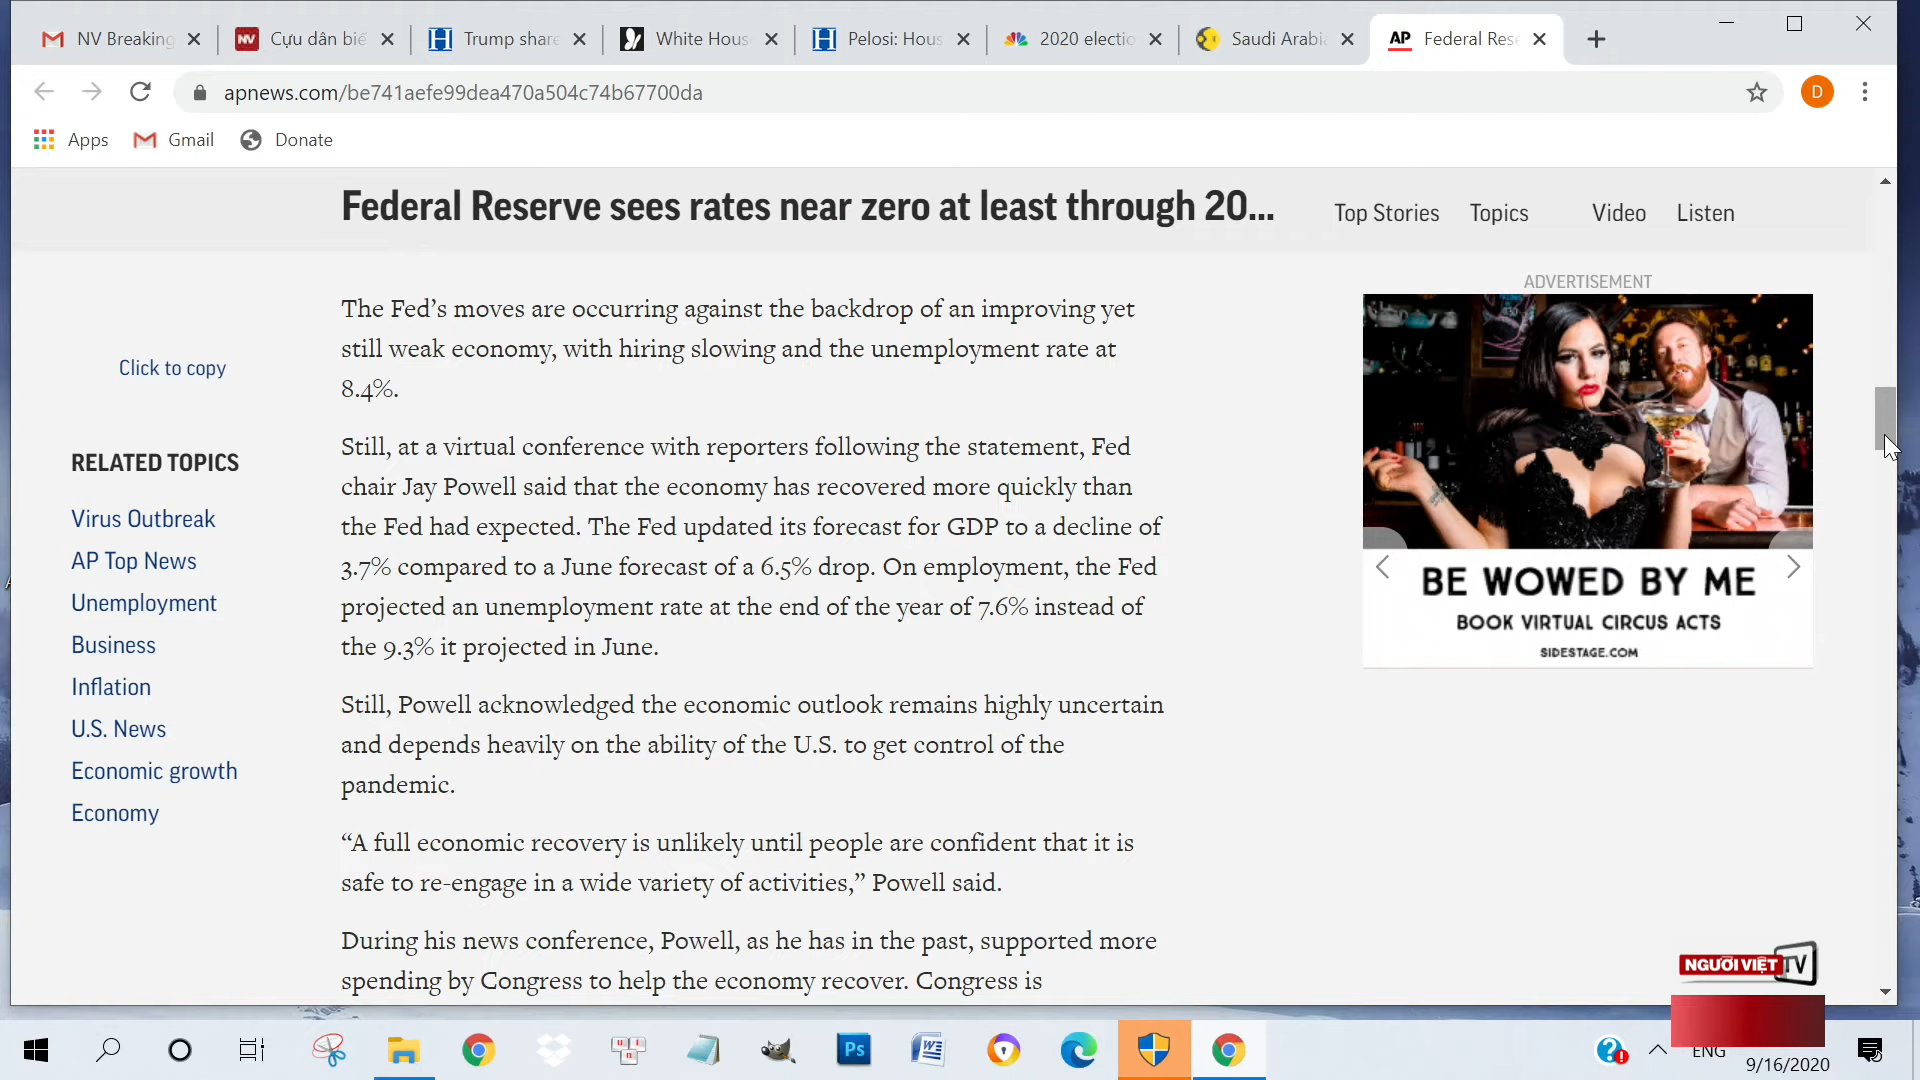 NV Breaking
Cựu dân biể
Trump share
White Hous
Pelosi: Hous
2020 electio
Saudi Arabi
AP
Federal Rese
apnews.com/be741aefe99dea470a504c74b67700da
D
Apps
Gmail
Donate
Federal Reserve sees rates near zero at least through 20...
Top Stories
Topics
Video
Listen
Click to copy
RELATED TOPICS
Virus Outbreak
AP Top News
Unemployment
Business
Inflation
U.S. News
Economic growth
Economy
The Fed’s moves are occurring against the backdrop of an improving yet
still weak economy, with hiring slowing and the unemployment rate at
8.4%.
Still, at a virtual conference with reporters following the statement, Fed
chair Jay Powell said that the economy has recovered more quickly than
the Fed had expected. The Fed updated its forecast for GDP to a decline of
3.7% compared to a June forecast of a 6.5% drop. On employment, the Fed
projected an unemployment rate at the end of the year of 7.6% instead of
the 9.3% it projected in June.
Still, Powell acknowledged the economic outlook remains highly uncertain
and depends heavily on the ability of the U.S. to get control of the
pandemic.
“A full economic recovery is unlikely until people are confident that it is
safe to re-engage in a wide variety of activities,” Powell said.
During his news conference, Powell, as he has in the past, supported more
spending by Congress to help the economy recover. Congress is
ADVERTISEMENT
BE WOWED BY ME
BOOK VIRTUAL CIRCUS ACTS
SIDESTAGE.COM
NGƯỜI VIỆT TV
Ps
ENG
9/16/2020